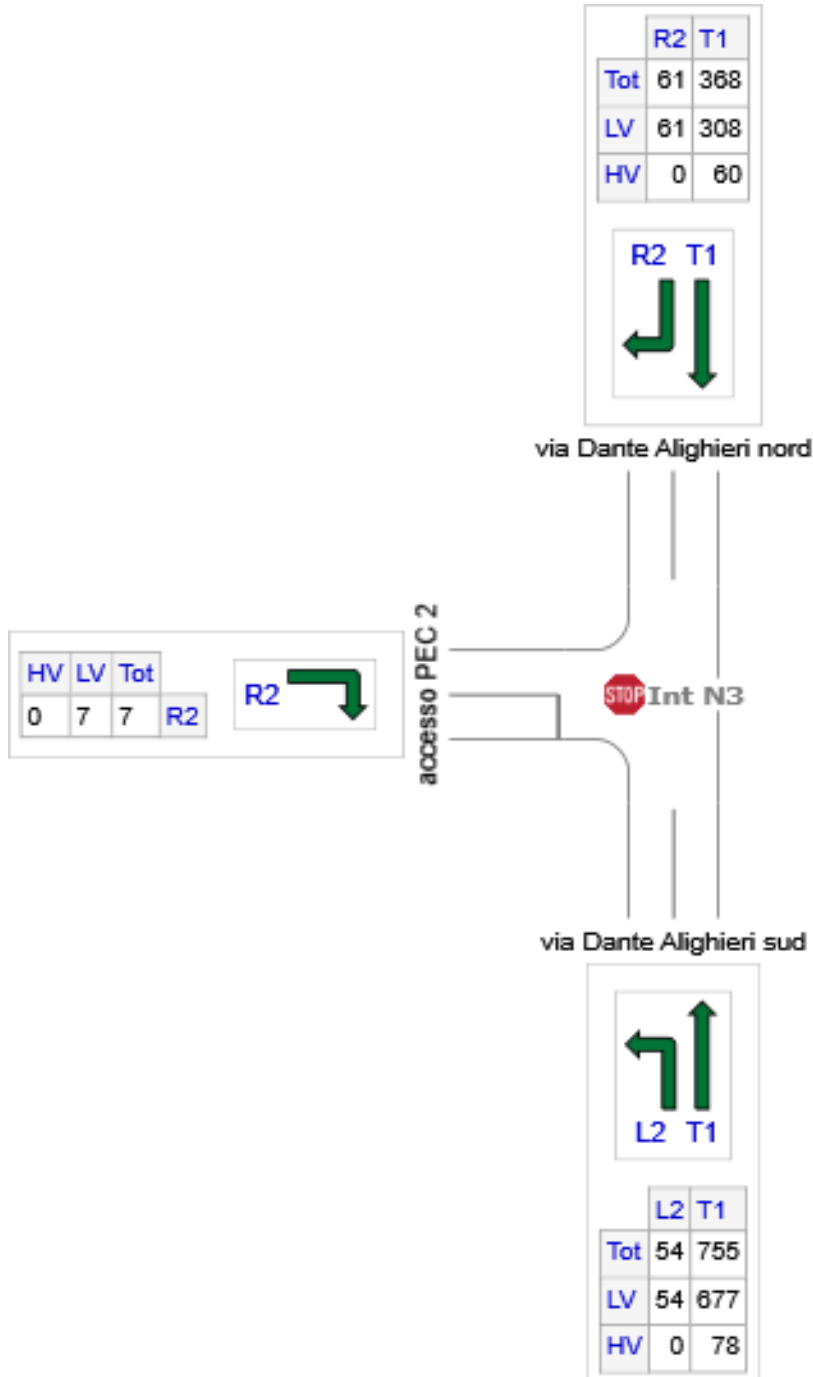 R2 T1
Tot 61 368
LV 61 308
HV 0 60
R2 T1
via Dante Alighieri nord
accesso PEC 2
HV LV Tot
0 7 7 R2
R2
STOP Int N3
via Dante Alighieri sud
L2 T1
L2 T1
Tot 54 755
LV 54 677
HV 0 78